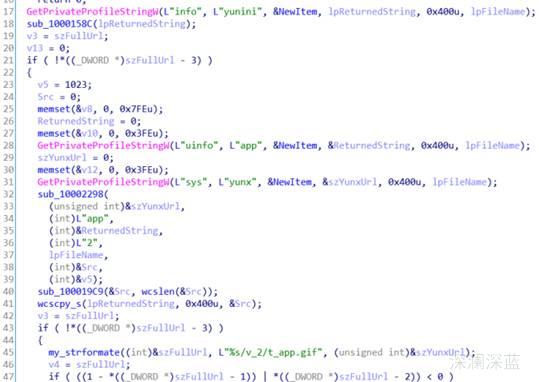 17 GetPrivateProfileStringW(L"info", L"yunini", &NewItem, lpReturnedString, 0x400u, lpFileName);
18 sub_1000158C(lpReturnedString);
19 v3 = szFullUrl;
20 v13 = 0;
21 if ( !*((_DWORD *)szFullUrl - 3) )
22 {
23 v5 = 1023;
24 Src = 0;
25 memset(&v8, 0, 0x7FEu);
26 ReturnedString = 0;
27 memset(&v10, 0, 0x3FEu);
28 GetPrivateProfileStringW(L"uinfo", L"app", &NewItem, &ReturnedString, 0x400u, lpFileName);
29 szYunxUrl = 0;
30 memset(&v12, 0, 0x3FEu);
31 GetPrivateProfileStringW(L"sys", L"yunx", &NewItem, &szYunxUrl, 0x400u, lpFileName);
32 sub_10002298(
33 (unsigned int)&szYunxUrl,
34 (int)L"app",
35 (int)&ReturnedString,
36 (int)L"2",
37 lpFileName,
38 (int)&Src,
39 (int)&v5);
40 sub_100019C9(&Src, wcslen(&Src));
41 wcscpy_s(lpReturnedString, 0x400u, &Src);
42 v3 = szFullUrl;
43 if ( !*((_DWORD *)szFullUrl - 3) )
44 {
45 my_strformate((int)&szFullUrl, L"%s/v_2/t_app.gif", (unsigned int)&szYunxUrl);
46 v4 = szFullUrl;
47 if ( ((1 - *((_DWORD *)szFullUrl - 1)) | *((_DWORD *)szFullUrl - 2)) < 0 )
深澜深蓝